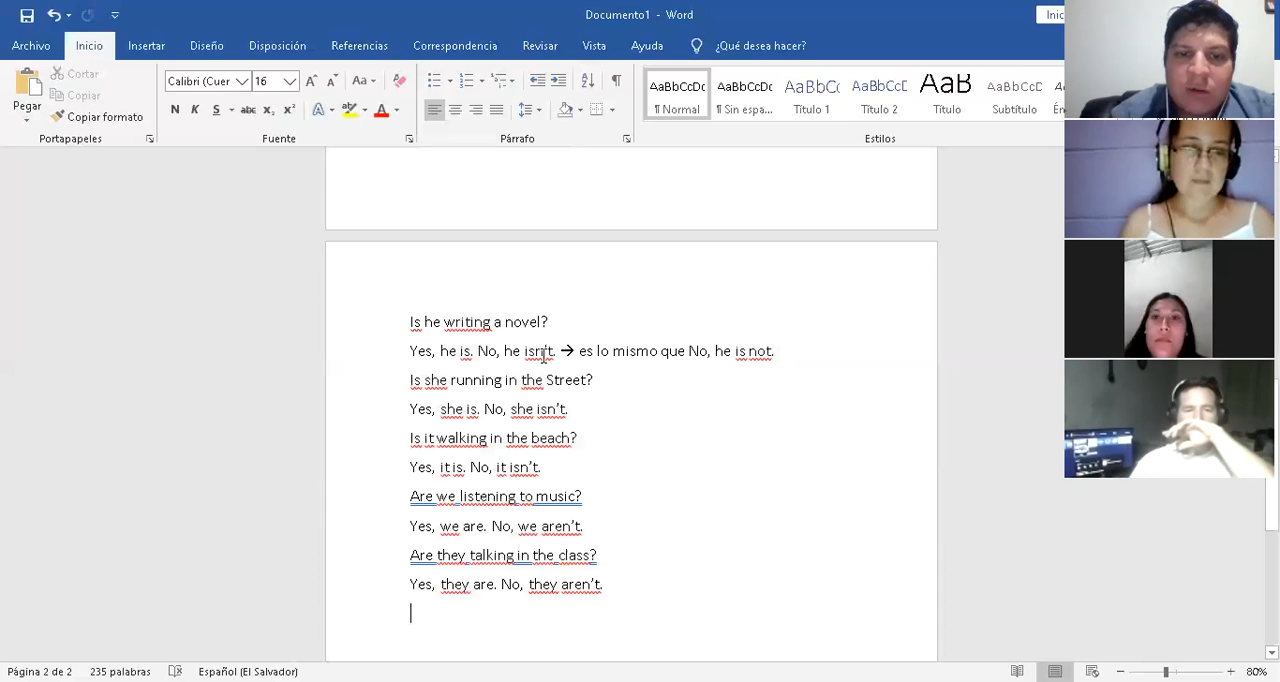 Documento1 - Word
Inic
Archivo Inicio Insertar Diseño Disposición Referencias Correspondencia Revisar Vista Ayuda ¿Qué desea hacer?
Pegar
Cortar
Copiar
Copiar formato
Portapapeles
Calibri (Cuer 16
N K S abc x₂ x²
Fuente
Párrafo
AaBbCcDc ¶ Normal
AaBbCcDc ¶ Sin espa...
AaBbCc Título 1
AaBbCcD Título 2
AaB Título
AaBbCcD Subtítulo
Estilos
Is he writing a novel?
Yes, he is. No, he isn't. → es lo mismo que No, he is not.
Is she running in the Street?
Yes, she is. No, she isn't.
Is it walking in the beach?
Yes, it is. No, it isn't.
Are we listening to music?
Yes, we are. No, we aren't.
Are they talking in the class?
Yes, they are. No, they aren't.
Página 2 de 2 235 palabras Español (El Salvador) 80%